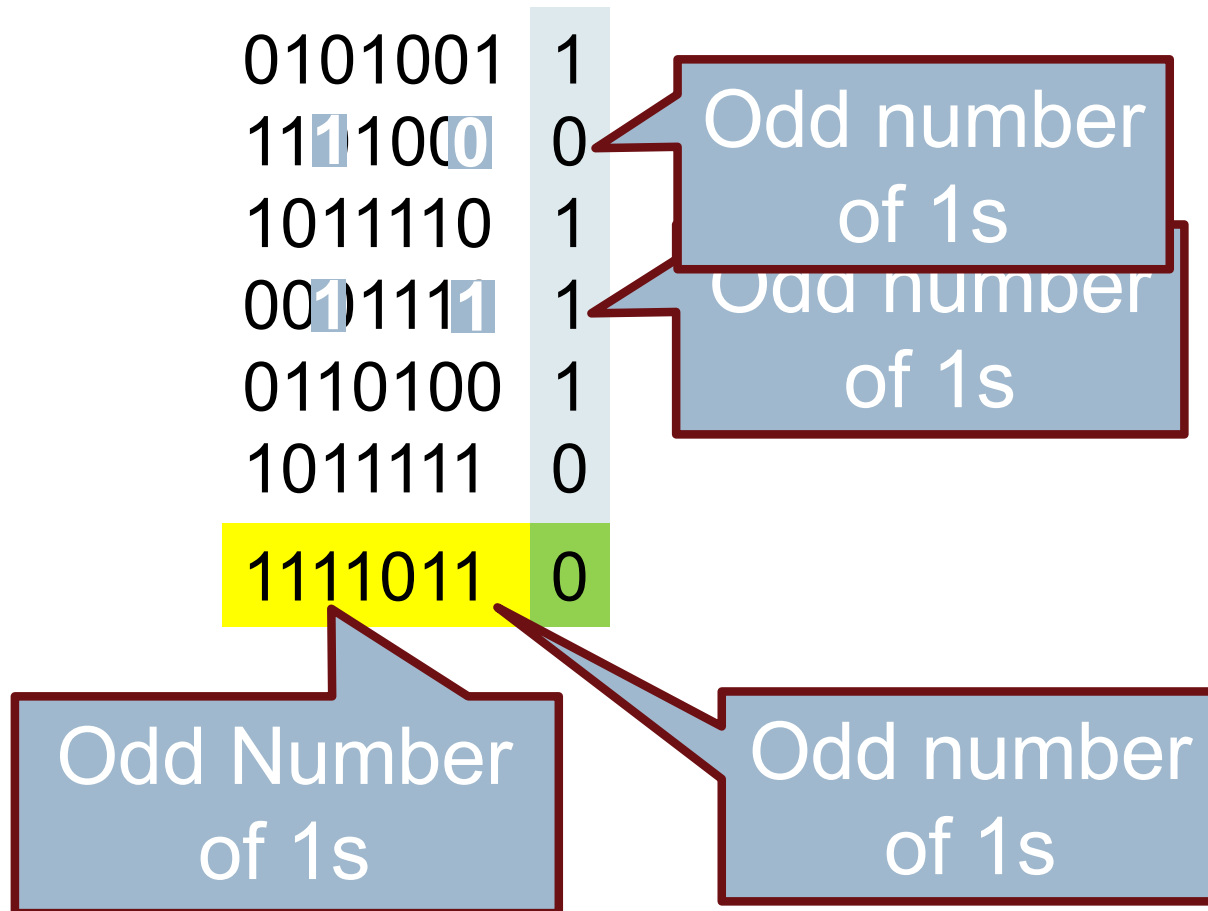 0101001 1
1111000 0
1011110 1
0011111 1
0110100 1
1011111 0
1111011 0
Odd number
of 1s
Odd number
of 1s
Odd Number
of 1s
Odd number
of 1s